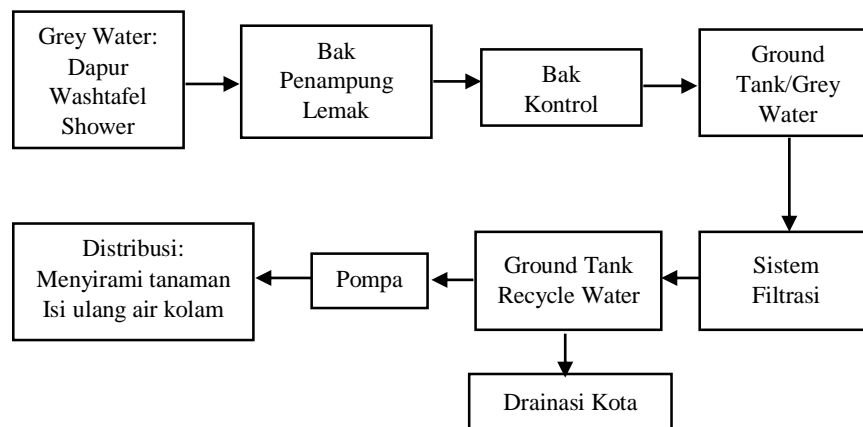 Grey Water:
Dapur
Washtafel
Shower
Bak
Penampung
Lemak
Bak
Kontrol
Ground
Tank/Grey
Water
Distribusi:
Menyirami tanaman
Isi ulang air kolam
Pompa
Ground Tank
Recycle Water
Sistem
Filtrasi
Drainasi Kota